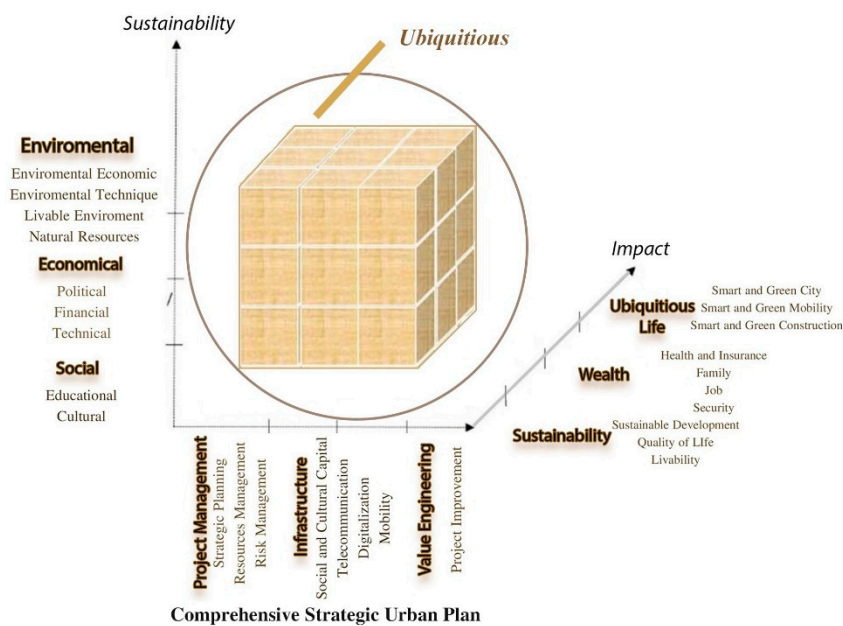 Sustainability
Ubiquitious
Enviromental
Enviromental Economic
Enviromental Technique
Livable Enviroment
Natural Resources
Economical
Political
Financial
Technical
Social
Educational
Cultural
Impact
Ubiquitious
Life
Smart and Green City
Smart and Green Mobility
Smart and Green Construction
Wealth
Health and Insurance
Family
Job
Security
Sustainability
Sustainable Development
Quality of LIfe
Livability
Project Management
Strategic Planning
Resources Management
Risk Management
Infrastructure
Social and Cultural Capital
Telecommunication
Digitalization
Mobility
Value Engineering
Project Improvement
Comprehensive Strategic Urban Plan